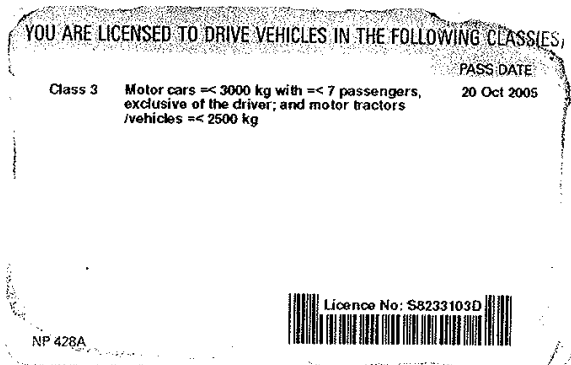 YOU ARE LICENSED TO DRIVE VEHICLES IN THE FOLLOWING CLASS(ES)
PASS DATE
Class 3 Motor cars =< 3000 kg with =< 7 passengers, 20 Oct 2005
exclusive of the driver; and motor tractors
/vehicles =< 2500 kg
Licence No: S8233103D
NP 428A